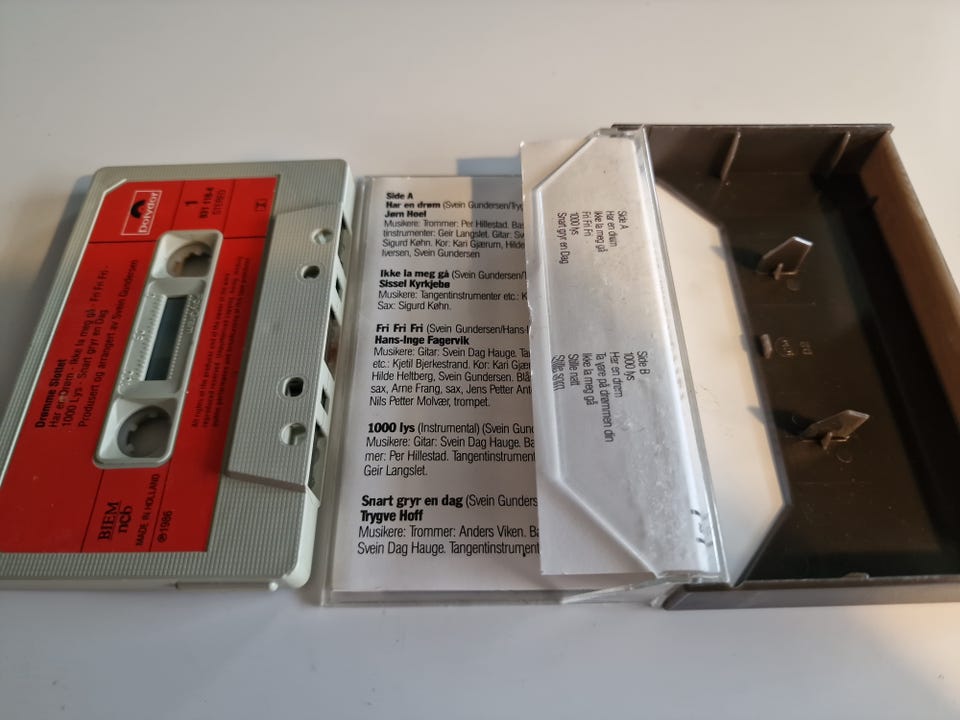 Polydor
1
831 118-4
STEREO
Drømme Slottet
Har en Drøm - Ikke la meg gå - Fri Fri Fri -
1000 Lys - Snart gryr en Dag
Produsert og arrangert av Svein Gundersen
BIEM
ncb
MADE IN HOLLAND
℗ 1986
Side A
Har en drøm (Svein Gundersen/Tryg
Jørn Hoel
Musikere: Trommer: Per Hillestad. Bas
instrumenter: Geir Langslet. Gitar: Sv
Sigurd Køhn. Kor: Kari Gjærum, Hilde
Iversen, Svein Gundersen
Ikke la meg gå (Svein Gundersen/T
Sissel Kyrkjebø
Musikere: Tangentinstrumenter etc.: K
Sax: Sigurd Køhn.
Fri Fri Fri (Svein Gundersen/Hans-
Hans-Inge Fagervik
Musikere: Gitar: Svein Dag Hauge. Ta
etc.: Kjetil Bjerkestrand. Kor: Kari Gjær
Hilde Heltberg, Svein Gundersen. Blå
sax, Arne Frang, sax, Jens Petter Ant
Nils Petter Molvær, trompet.
1000 lys (Instrumental) (Svein Gund
Musikere: Gitar: Svein Dag Hauge. Ba
mer: Per Hillestad. Tangentinstrument
Geir Langslet.
Snart gryr en dag (Svein Gunders
Trygve Hoff
Musikere: Trommer: Anders Viken. Ba
Svein Dag Hauge. Tangentinstrument
Side A
Har en drøm
Ikke la meg gå
Fri Fri Fri
1000 lys
Snart gryr en Dag
Side B
1000 lys
Har en drøm
Ta vare på drømmen din
Ikke la meg gå
Stille natt